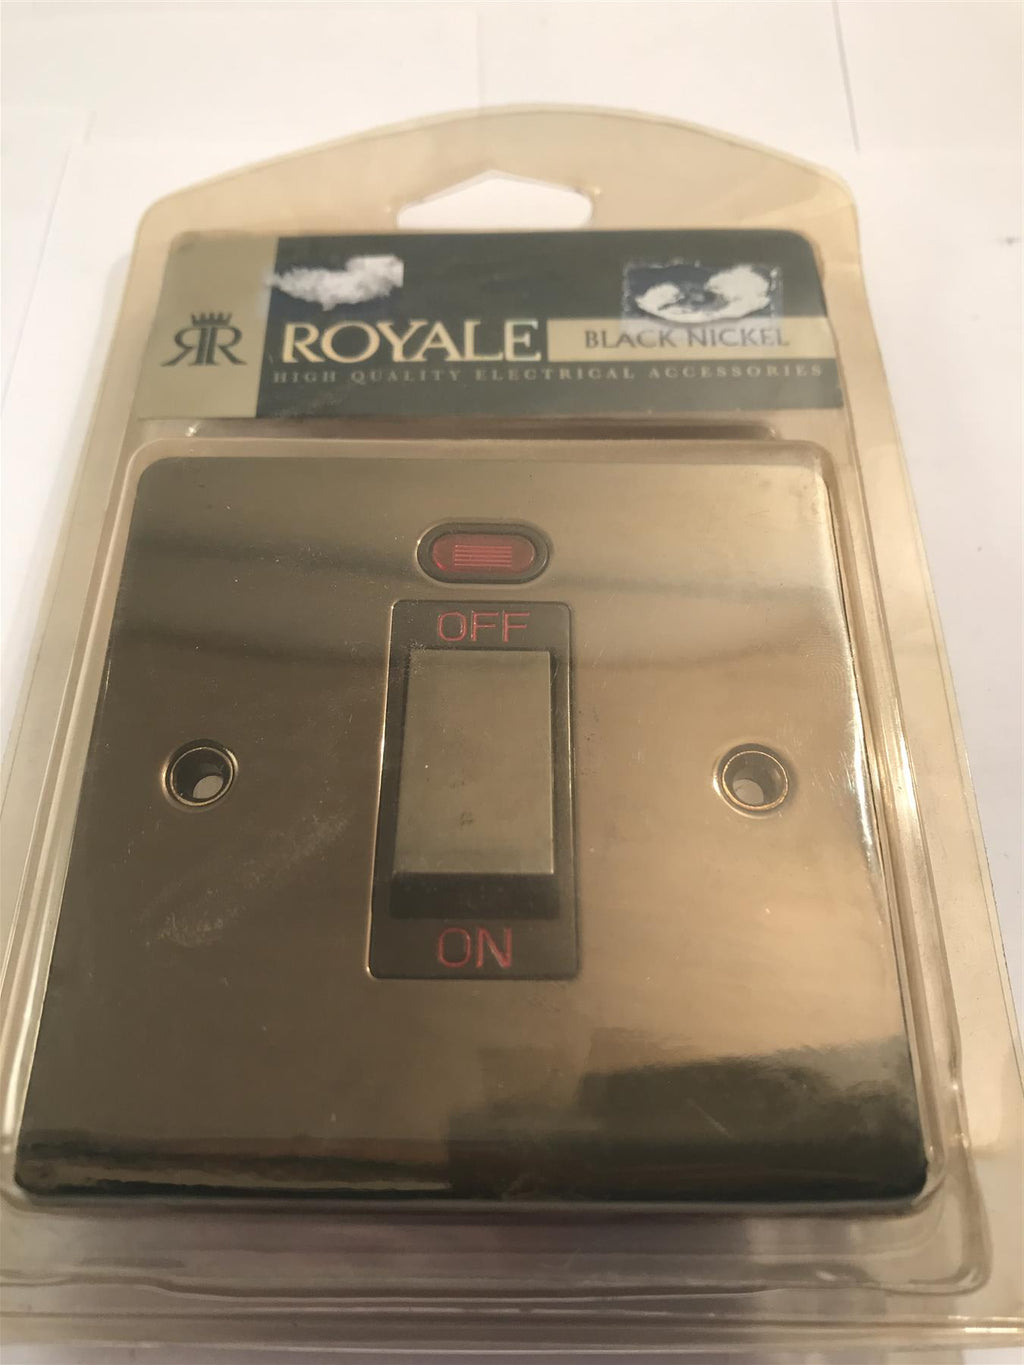 RR
ROYALE BLACK NICKEL
HIGH QUALITY ELECTRICAL ACCESSORIES
OFF
ON